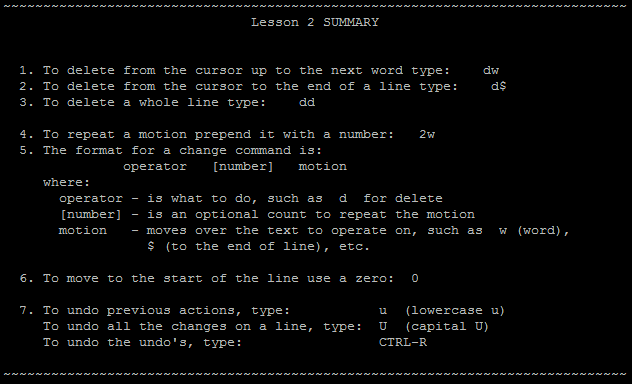 ~~~~~~~~~~~~~~~~~~~~~~~~~~~~~~~~~~~~~~~~~~~~~~~~~~~~~~~~~~~~~~~~~~~~~~~~~~~~~~
Lesson 2 SUMMARY
1. To delete from the cursor up to the next word type:    dw
2. To delete from the cursor to the end of a line type:    d$
3. To delete a whole line type:    dd
4. To repeat a motion prepend it with a number:   2w
5. The format for a change command is:
operator   [number]   motion
where:
operator - is what to do, such as  d  for delete
[number] - is an optional count to repeat the motion
motion   - moves over the text to operate on, such as  w (word),
$ (to the end of line), etc.
6. To move to the start of the line use a zero:  0
7. To undo previous actions, type:           u  (lowercase u)
To undo all the changes on a line, type:  U  (capital U)
To undo the undo's, type:                 CTRL-R
~~~~~~~~~~~~~~~~~~~~~~~~~~~~~~~~~~~~~~~~~~~~~~~~~~~~~~~~~~~~~~~~~~~~~~~~~~~~~~